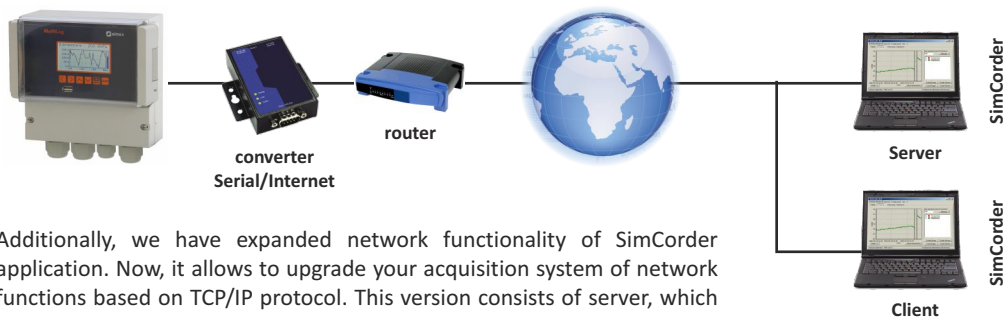 router
converter
Serial/Internet
Server
SimCorder
Client
SimCorder
Additionally, we have expanded network functionality of SimCorder
application. Now, it allows to upgrade your acquisition system of network
functions based on TCP/IP protocol. This version consists of server, which